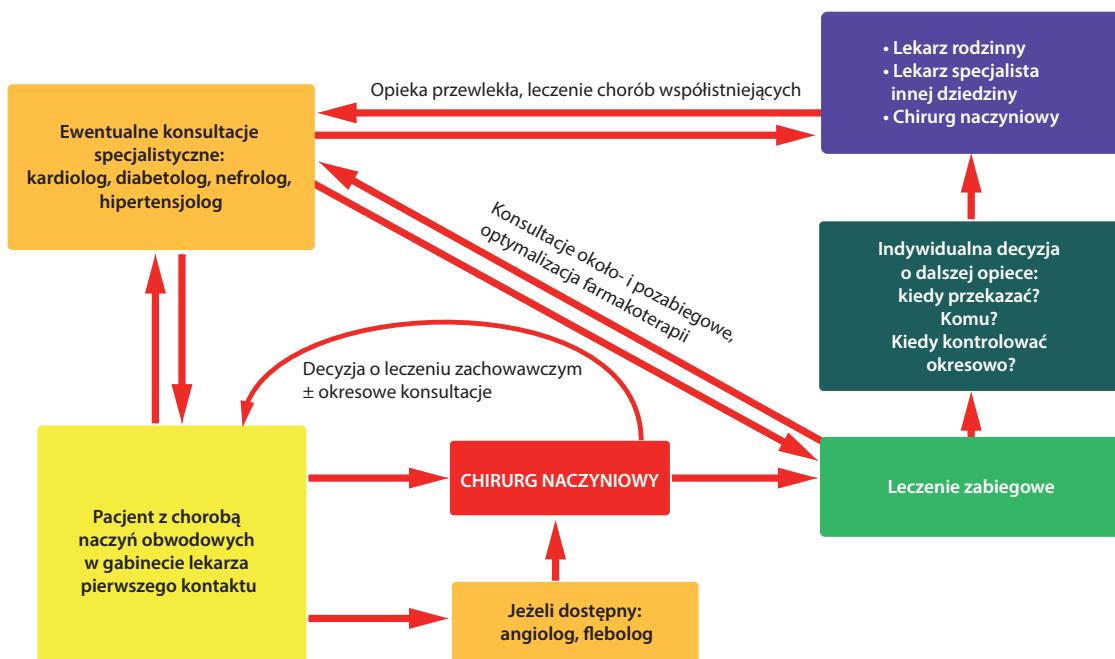 • Lekarz rodzinny
• Lekarz specjalista
innej dziedziny
• Chirurg naczyniowy
Opieka przewlekła, leczenie chorób współistniejących
Ewentualne konsultacje
specjalistyczne:
kardiolog, diabetolog, nefrolog,
hipertensjolog
Konsultacje około- i pozabiegowe,
optymalizacja farmakoterapii
Indywidualna decyzja
o dalszej opiece:
kiedy przekazać?
Komu?
Kiedy kontrolować
okresowo?
Decyzja o leczeniu zachowawczym
± okresowe konsultacje
Pacjent z chorobą
naczyń obwodowych
w gabinecie lekarza
pierwszego kontaktu
CHIRURG NACZYNIOWY
Leczenie zabiegowe
Jeżeli dostępny:
angiolog, flebolog